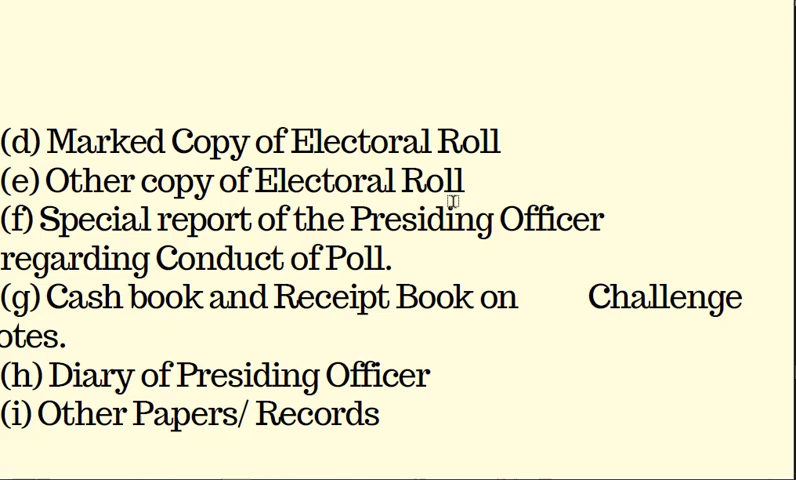 (d) Marked Copy of Electoral Roll
(e) Other copy of Electoral Roll
(f) Special report of the Presiding Officer
regarding Conduct of Poll.
(g) Cash book and Receipt Book on Challenge
otes.
(h) Diary of Presiding Officer
(i) Other Papers/ Records